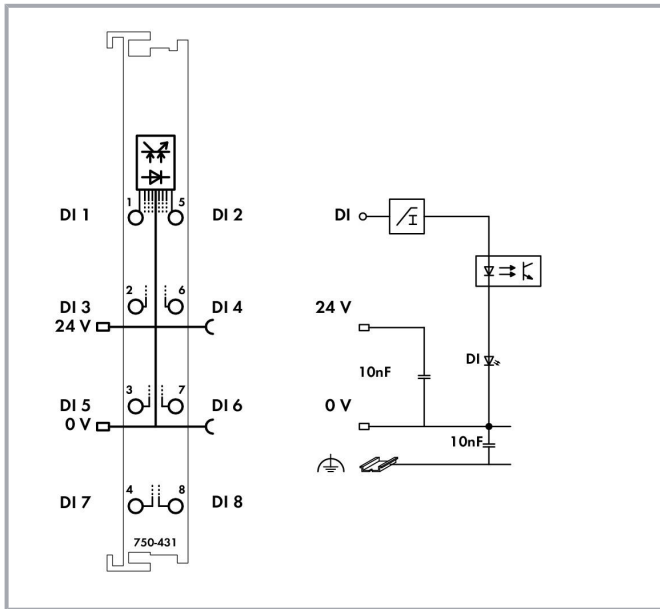 1 5
DI 1 DI 2
2 6
DI 3 DI 4
24 V
3 7
DI 5 DI 6
0 V
4 8
DI 7 DI 8
750-431
DI I
24 V
DI
10nF
0 V
10nF